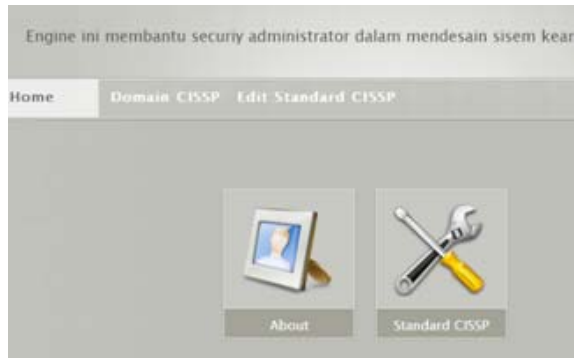 Engine ini membantu securiy administrator dalam mendesain sisem kear
Home Domain CISSP Edit Standard CISSP
About Standard CISSP